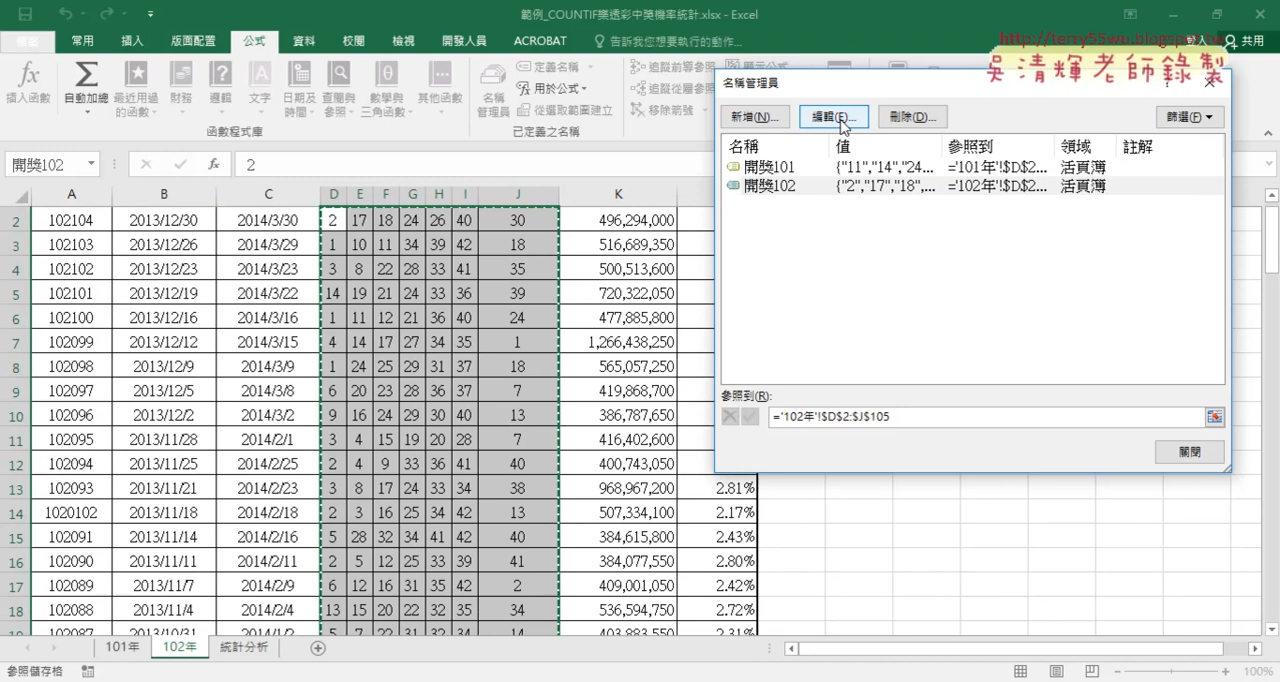 範例_COUNTIF樂透彩中獎機率統計.xlsx - Excel
常用 插入 版面配置 公式 資料 校閱 檢視 開發人員 ACROBAT 告訴我您想要執行的動作... 登入 共用
http://terry55wu.blogspot.tw
吳清輝老師錄製
插入函數 自動加總 最近用過的函數 財務 邏輯 文字 日期及時間 查閱與參照 數學與三角函數 其他函數 名稱管理員
定義名稱 追蹤前導參照 顯示公式
用於公式 追蹤從屬參照
從選取範圍建立 移除箭號
函數程式庫 已定義之名稱
開獎102 fx 2
A B C D E F G H I J K
2 102104 2013/12/30 2014/3/30 2 17 18 24 26 40 30 496,294,000
3 102103 2013/12/26 2014/3/29 1 10 11 34 39 42 18 516,689,350
4 102102 2013/12/23 2014/3/23 3 8 22 28 33 41 35 500,513,600
5 102101 2013/12/19 2014/3/22 14 19 21 24 33 36 39 720,322,050
6 102100 2013/12/16 2014/3/16 1 11 12 21 36 40 24 477,885,800
7 102099 2013/12/12 2014/3/15 4 14 17 27 34 35 1 1,266,438,250
8 102098 2013/12/9 2014/3/9 1 24 25 29 31 37 18 565,057,250
9 102097 2013/12/5 2014/3/8 6 20 23 28 36 37 7 419,868,700
10 102096 2013/12/2 2014/3/2 9 16 24 29 30 40 13 386,787,650
11 102095 2013/11/28 2014/2/1 3 4 15 19 20 28 7 416,402,600
12 102094 2013/11/25 2014/2/25 2 4 9 33 36 41 40 400,743,050
13 102093 2013/11/21 2014/2/23 3 8 17 24 33 34 38 968,967,200 2.81%
14 1020102 2013/11/18 2014/2/18 2 3 16 25 34 42 13 507,334,100 2.17%
15 102091 2013/11/14 2014/2/16 5 28 32 34 41 42 40 384,615,800 2.43%
16 102090 2013/11/11 2014/2/11 2 5 12 25 33 39 41 384,077,550 2.80%
17 102089 2013/11/7 2014/2/9 6 12 16 31 35 42 2 409,001,050 2.42%
18 102088 2013/11/4 2014/2/4 13 15 20 22 32 35 34 536,594,750 2.72%
102087 2013/10/31 5 7 22 31 32 34 14 403,883,550 2.31%
名稱管理員
新增(N)... 編輯(E)... 刪除(D)... 篩選(F)
名稱 值 參照到 領域 註解
開獎101 {"11","14","24... ='101年'!$D$2... 活頁簿
開獎102 {"2","17","18",... ='102年'!$D$2... 活頁簿
參照到(R):
='102年'!$D$2:$J$105
關閉
101年 102年 統計分析
參照儲存格 100%